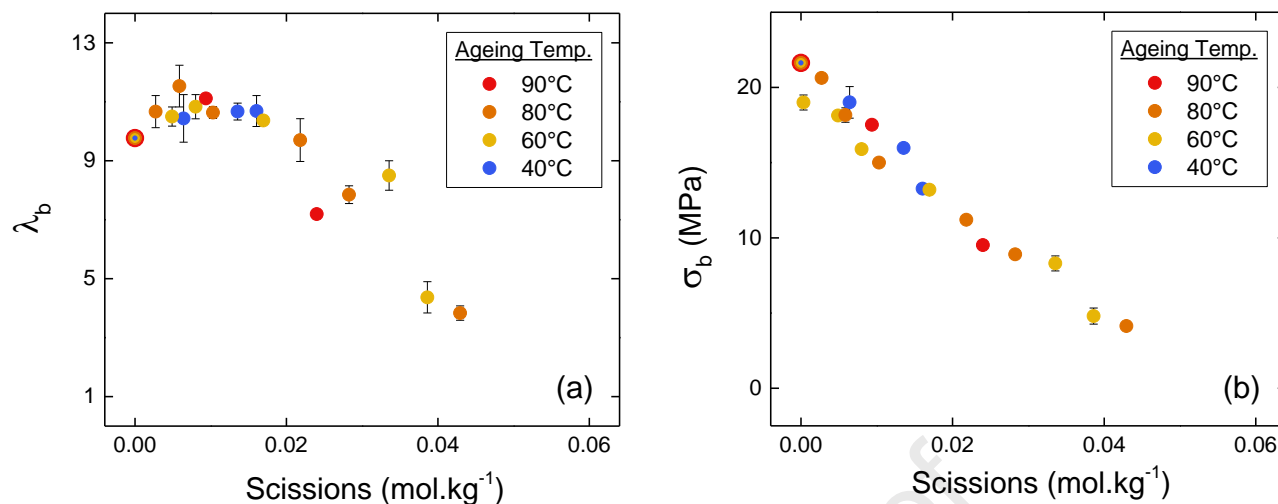 13
9
5
1
λb
Ageing Temp.
90°C
80°C
60°C
40°C
(a)
0.00 0.02 0.04 0.06
Scissions (mol.kg-1)
20
10
0
σb (MPa)
Ageing Temp.
90°C
80°C
60°C
40°C
(b)
0.00 0.02 0.04 0.06
Scissions (mol.kg-1)